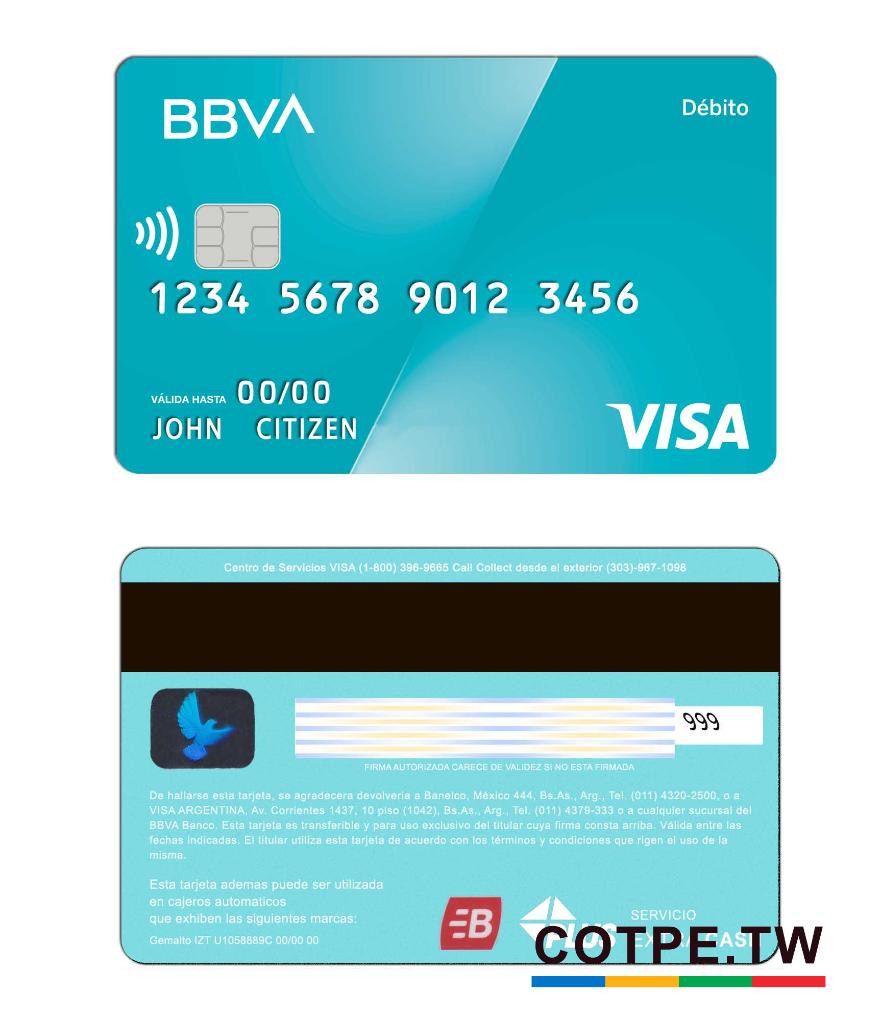 BBVA
Débito
1234 5678 9012 3456
VÁLIDA HASTA 00/00
JOHN CITIZEN
VISA
Centro de Servicios VISA (1-800) 396-9665 Call Collect desde el exterior (303)-967-1098
999
FIRMA AUTORIZADA CARECE DE VALIDEZ SI NO ESTA FIRMADA
De hallarse esta tarjeta, se agradecera devolveria a Banelco, México 444, Bs.As., Arg., Tel. (011) 4320-2500, o a
VISA ARGENTINA, Av. Corrientes 1437, 10 piso (1042), Bs.As., Arg., Tel. (011) 4379-333 o a cualquier sucursal del
BBVA Banco. Esta tarjeta es transferible y para uso exclusivo del titular cuya firma consta arriba. Válida entre las
fechas indicadas. El titular utiliza esta tarjeta de acuerdo con los términos y condiciones que rigen el uso de la
misma.
Esta tarjeta ademas puede ser utilizada
en cajeros automaticos
que exhiben las siguientes marcas:
Gemalto IZT U1058889C 00/00 00
B
PLUS
SERVICIO
COTPE.TW